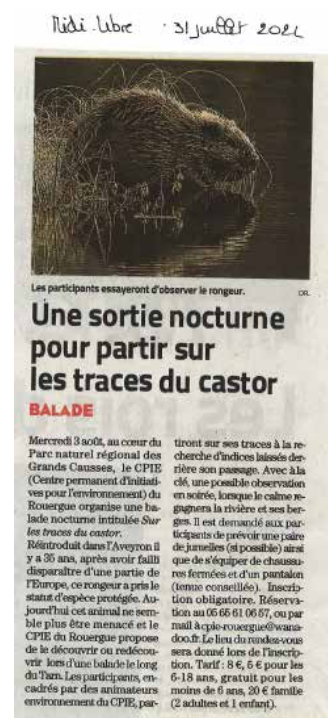 Midi-Libre 31 juillet 202
Les participants essayeront d'observer le rongeur.
DR.
Une sortie nocturne
pour partir sur
les traces du castor
BALADE
Mercredi 3 août, au cœur du
Parc naturel régional des
Grands Causses, le CPIE
(Centre permanent d'initiati-
ves pour l'environnement) du
Rouergue organise une ba-
lade nocturne intitulée Sur
les traces du castor.
Réintroduit dans l'Aveyron il
y a 35 ans, après avoir failli
disparaître d'une partie de
l'Europe, ce rongeur a pris le
statut d'espèce protégée. Au-
jourd'hui cet animal ne sem-
ble plus être menacé et le
CPIE du Rouergue propose
de le découvrir ou redécou-
vrir lors d'une balade le long
du Tarn. Les participants, en-
cadrés par des animateurs
environnement du CPIE, par-
tiront sur ses traces à la re-
cherche d'indices laissés der-
rière son passage. Avec à la
clé, une possible observation
en soirée, lorsque le calme re-
gagnera la rivière et ses ber-
ges. Il est demandé aux par-
ticipants de prévoir une paire
de jumelles (si possible) ainsi
que de s'équiper de chaussu-
res fermées et d'un pantalon
(tenue conseillée). Inscrip-
tion obligatoire. Réserva-
tion au 05 65 61 06 57, ou par
mail à cpie-rouergue@wana-
doo.fr. Le lieu du rendez-vous
sera donné lors de l'inscrip-
tion. Tarif : 8 €, 5 € pour les
6-18 ans, gratuit pour les
moins de 6 ans, 20 € famille
(2 adultes et 1 enfant).